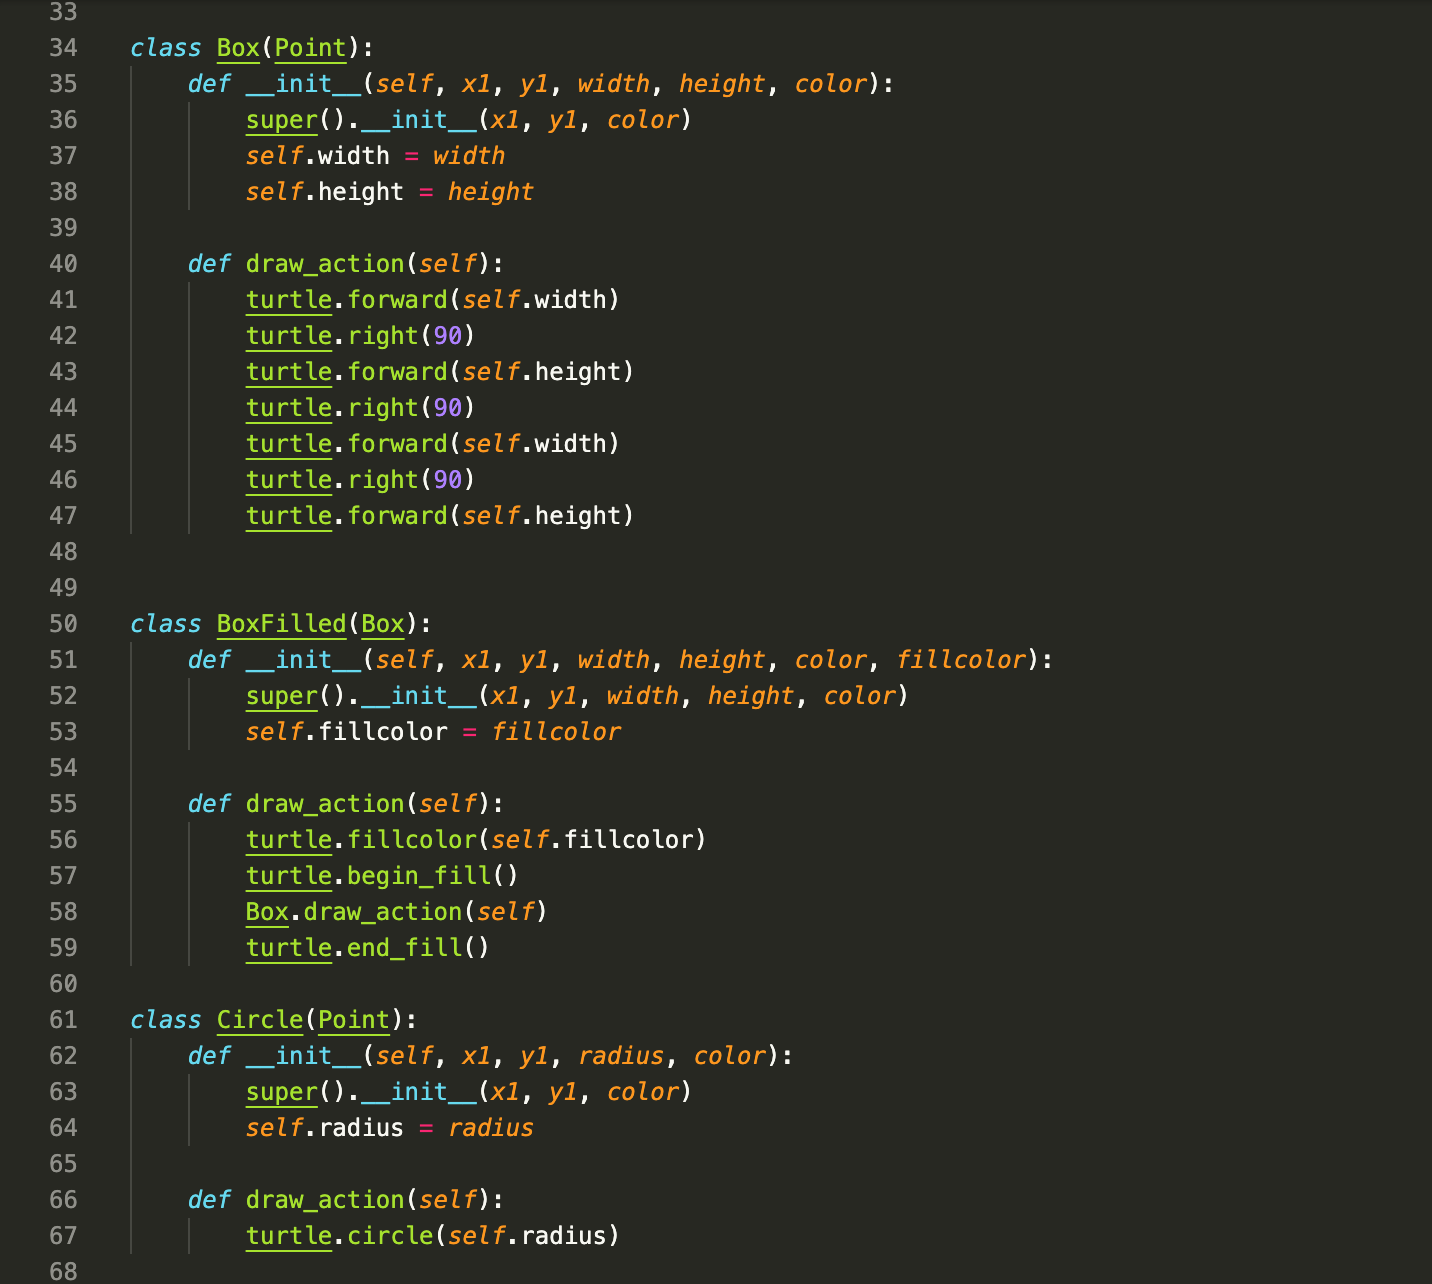 33
34 class Box(Point):
35     def __init__(self, x1, y1, width, height, color):
36         super().__init__(x1, y1, color)
37         self.width = width
38         self.height = height
39
40     def draw_action(self):
41         turtle.forward(self.width)
42         turtle.right(90)
43         turtle.forward(self.height)
44         turtle.right(90)
45         turtle.forward(self.width)
46         turtle.right(90)
47         turtle.forward(self.height)
48
49
50 class BoxFilled(Box):
51     def __init__(self, x1, y1, width, height, color, fillcolor):
52         super().__init__(x1, y1, width, height, color)
53         self.fillcolor = fillcolor
54
55     def draw_action(self):
56         turtle.fillcolor(self.fillcolor)
57         turtle.begin_fill()
58         Box.draw_action(self)
59         turtle.end_fill()
60
61 class Circle(Point):
62     def __init__(self, x1, y1, radius, color):
63         super().__init__(x1, y1, color)
64         self.radius = radius
65
66     def draw_action(self):
67         turtle.circle(self.radius)
68